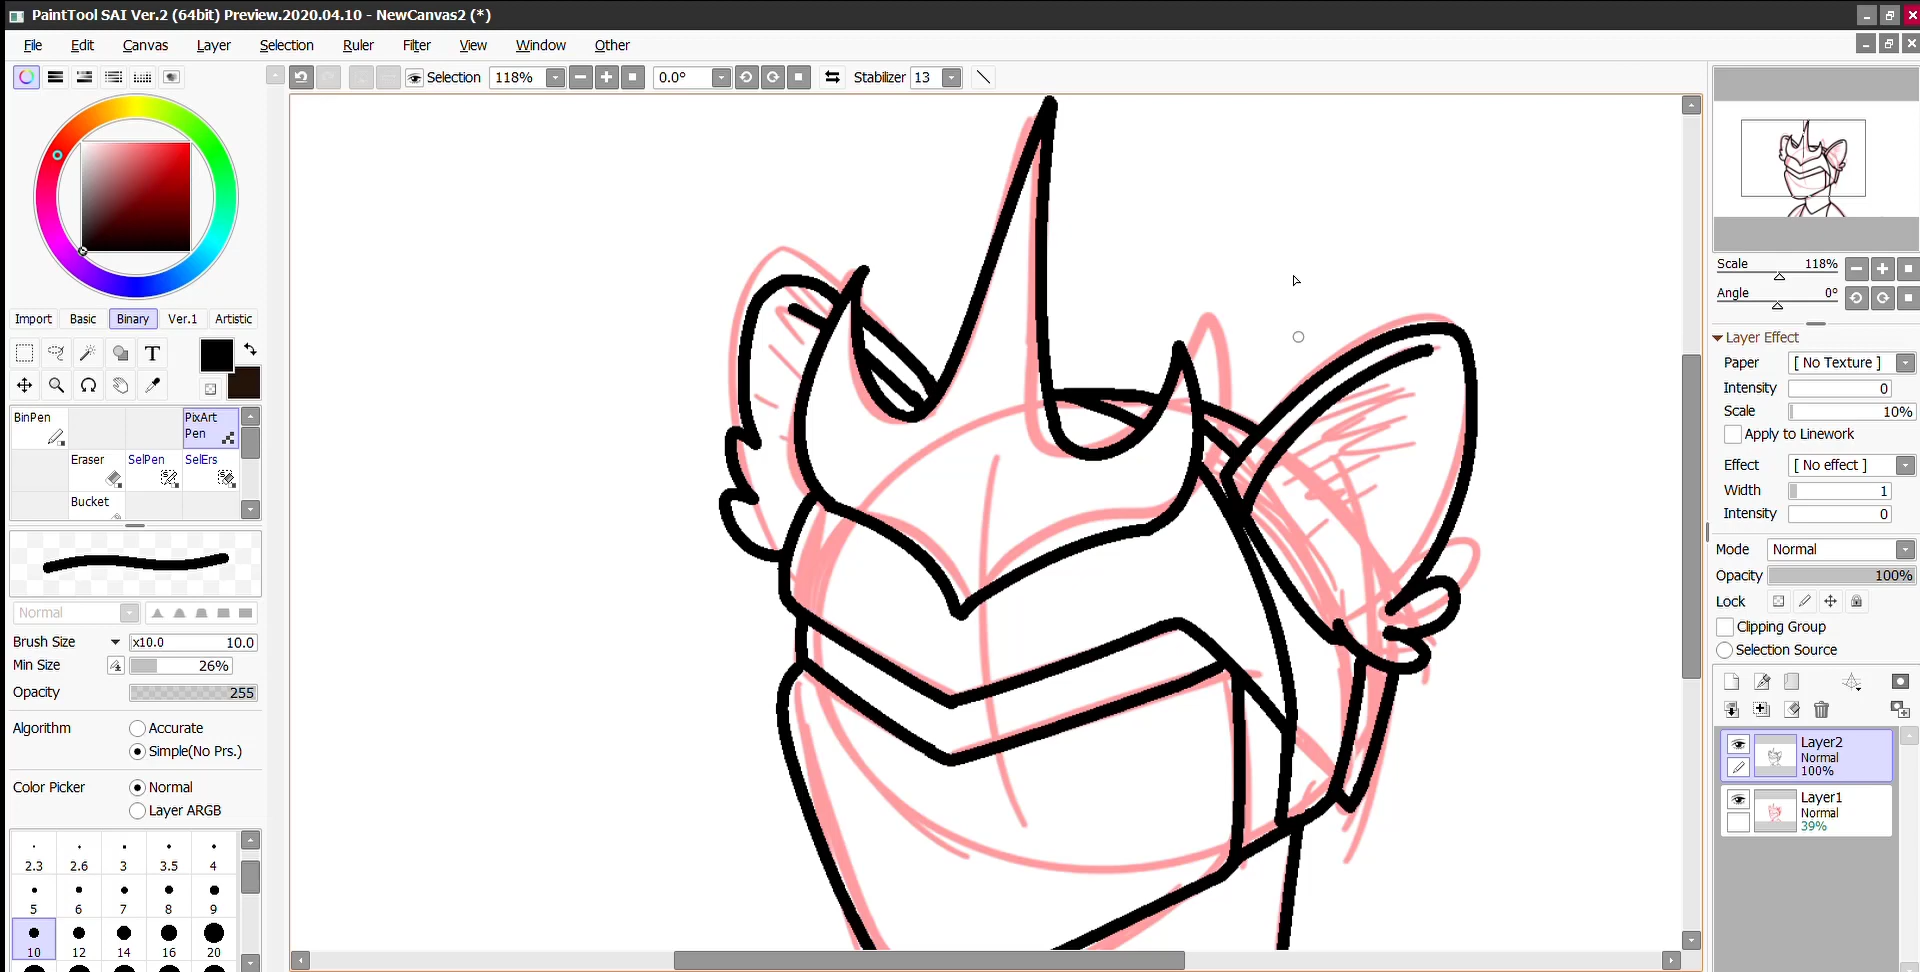 PaintTool SAI Ver.2 (64bit) Preview.2020.04.10 - NewCanvas2 (*)
File Edit Canvas Layer Selection Ruler Filter View Window Other
Selection 118% 0.0° Stabilizer 13
Import Basic Binary Ver.1 Artistic
T
BinPen
PixArt
Pen
Eraser SelPen SelErs
Bucket
Normal
Brush Size x10.0 10.0
Min Size 26%
Opacity 255
Algorithm Accurate
Simple(No Prs.)
Color Picker Normal
Layer ARGB
2.3 2.6 3 3.5 4
5 6 7 8 9
10 12 14 16 20
Scale 118%
Angle 0°
Layer Effect
Paper [ No Texture ]
Intensity 0
Scale 10%
Apply to Linework
Effect [ No effect ]
Width 1
Intensity 0
Mode Normal
Opacity 100%
Lock
Clipping Group
Selection Source
Layer2
Normal
100%
Layer1
Normal
39%